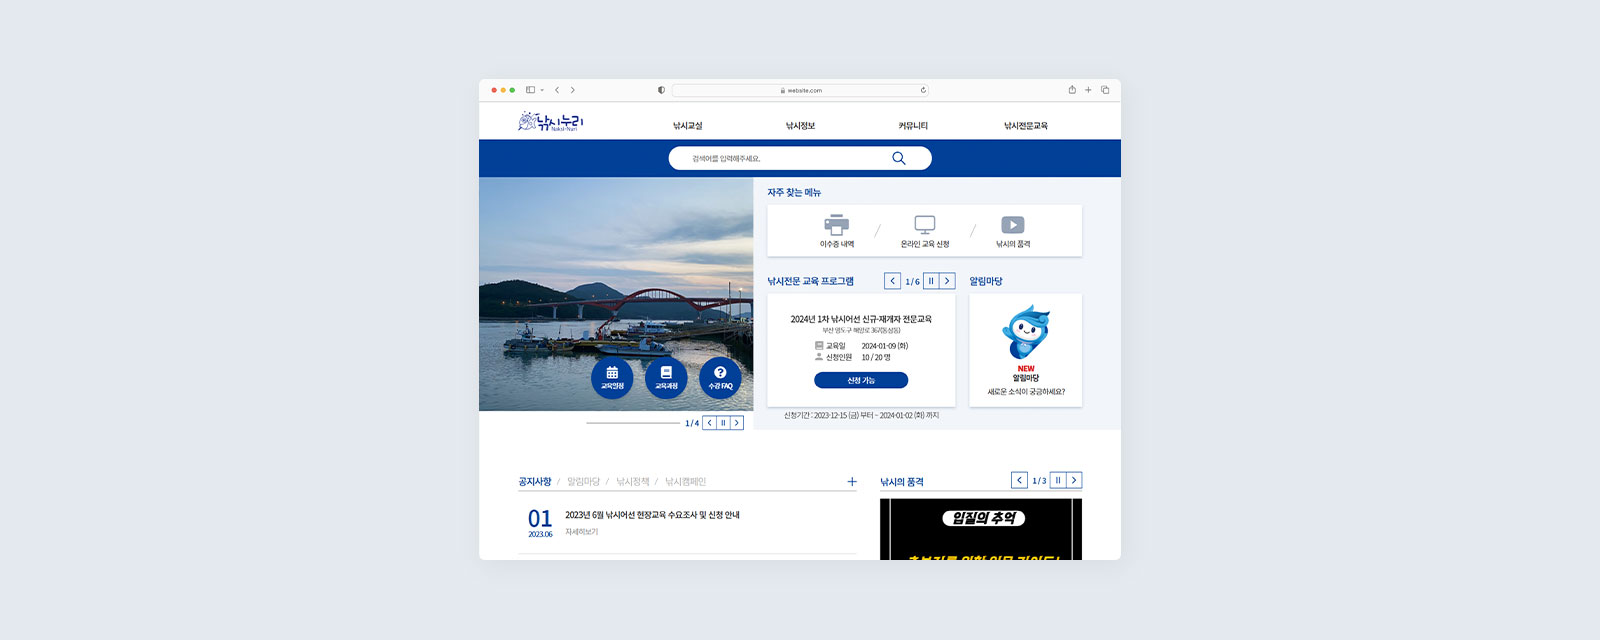 website.com
낚시누리
Naksi-Nuri
낚시교실
낚시정보
커뮤니티
낚시전문교육
검색어를 입력해주세요.
자주 찾는 메뉴
이수증 내역
온라인 교육 신청
낚시의 품격
낚시전문 교육 프로그램
1 / 6
알림마당
2024년 1차 낚시어선 신규·재개자 전문교육
부산 영도구 해양로 367(동삼동)
교육일 2024-01-09 (화)
신청인원 10 / 20 명
신청 가능
신청기간 : 2023-12-15 (금) 부터 ~ 2024-01-02 (화) 까지
NEW
알림마당
새로운 소식이 궁금하세요?
교육일정
교육과정
수강 FAQ
1 / 4
공지사항 / 알림마당 / 낚시정책 / 낚시캠페인
01
2023.06
2023년 6월 낚시어선 현장교육 수요조사 및 신청 안내
자세히보기
낚시의 품격
1 / 3
입질의 추억